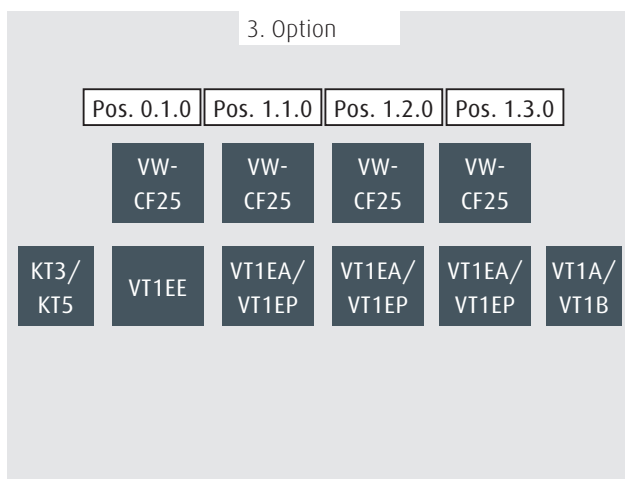 3. Option
Pos. 0.1.0 Pos. 1.1.0 Pos. 1.2.0 Pos. 1.3.0
VW- VW- VW- VW-
CF25 CF25 CF25 CF25
KT3/ VT1EE VT1EA/ VT1EA/ VT1EA/ VT1A/
KT5 VT1EP VT1EP VT1EP VT1B